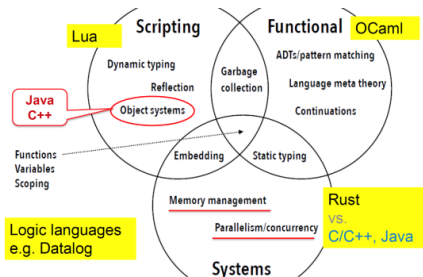 Scripting
Functional
Lua
OCaml
Dynamic typing
Reflection
Object systems
Java
C++
Garbage
collection
ADTs/pattern matching
Language meta theory
Continuations
Functions
Variables
Scoping
Embedding
Static typing
Memory management
Parallelism/concurrency
Rust
vs.
C/C++, Java
Logic languages
e.g. Datalog
Systems